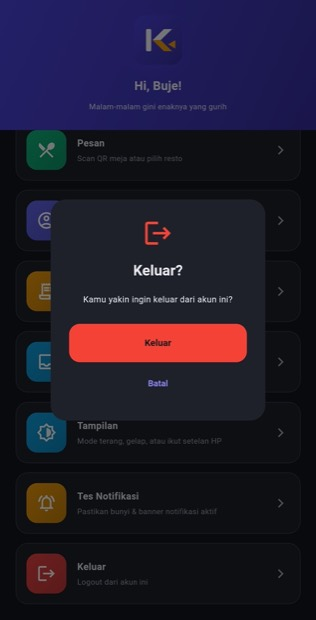 Hi, Buje!
Malam-malam gini enaknya yang gurih
Pesan
Scan QR meja atau pilih resto
Keluar?
Kamu yakin ingin keluar dari akun ini?
Keluar
Batal
Tampilan
Mode terang, gelap, atau ikut setelan HP
Tes Notifikasi
Pastikan bunyi & banner notifikasi aktif
Keluar
Logout dari akun ini